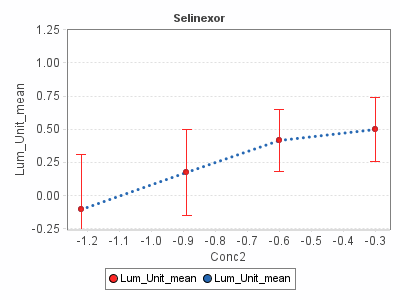 Selinexor
Lum_Unit_mean
1.25
1.00
0.75
0.50
0.25
0.00
-0.25
-1.2 -1.1 -1.0 -0.9 -0.8 -0.7 -0.6 -0.5 -0.4 -0.3
Conc2
Lum_Unit_mean Lum_Unit_mean